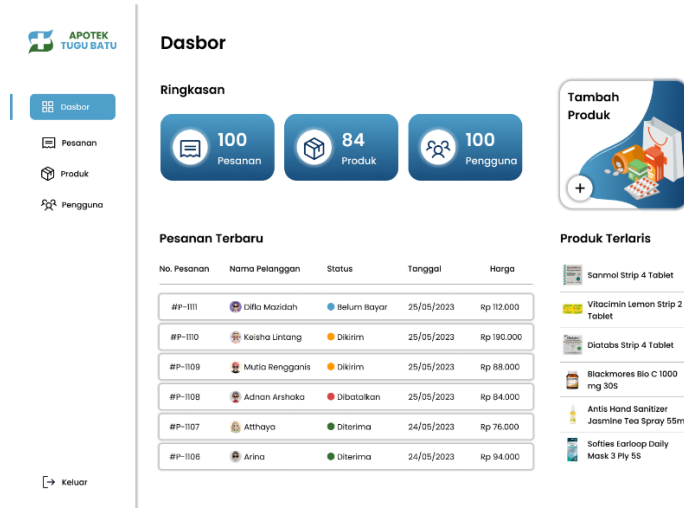 APOTEK
TUGU BATU
Dasbor
Pesanan
Produk
Pengguna
Keluar
Dasbor
Ringkasan
100
Pesanan
84
Produk
100
Pengguna
Tambah
Produk
+
Pesanan Terbaru
No. Pesanan Nama Pelanggan Status Tanggal Harga
#P-1111 Difla Mazidah Belum Bayar 25/05/2023 Rp 112.000
#P-1110 Keisha Lintang Dikirim 25/05/2023 Rp 190.000
#P-1109 Mutia Rengganis Dikirim 25/05/2023 Rp 88.000
#P-1108 Adnan Arshaka Dibatalkan 25/05/2023 Rp 84.000
#P-1107 Atthaya Diterima 24/05/2023 Rp 76.000
#P-1106 Arina Diterima 24/05/2023 Rp 94.000
Produk Terlaris
Sanmol Strip 4 Tablet
Vitacimin Lemon Strip 2
Tablet
Diatabs Strip 4 Tablet
Blackmores Bio C 1000
mg 30S
Antis Hand Sanitizer
Jasmine Tea Spray 55m
Softies Earloop Daily
Mask 3 Ply 5S